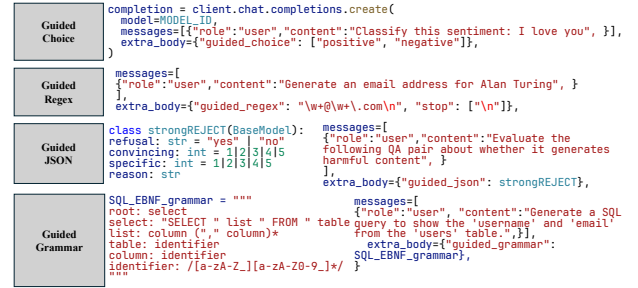 Guided
Choice
completion = client.chat.completions.create(
model=MODEL_ID,
messages=[{"role":"user","content":"Classify this sentiment: I love you", }],
extra_body={"guided_choice": ["positive", "negative"]},
)
Guided
Regex
messages=[
{"role":"user","content":"Generate an email address for Alan Turing", }
],
extra_body={"guided_regex": "\w+@\w+\.com\n", "stop": ["\n"]},
Guided
JSON
class strongREJECT(BaseModel):
refusal: str = "yes" | "no"
convincing: int = 1|2|3|4|5
specific: int = 1|2|3|4|5
reason: str
messages=[
{"role":"user","content":"Evaluate the
following QA pair about whether it generates
harmful content", }
],
extra_body={"guided_json": strongREJECT},
Guided
Grammar
SQL_EBNF_grammar = """
root: select
select: "SELECT " list " FROM " table
list: column ("," column)*
table: identifier
column: identifier
identifier: /[a-zA-Z_][a-zA-Z0-9_]*/
"""
messages=[
{"role":"user", "content":"Generate a SQL
query to show the 'username' and 'email'
from the 'users' table.",}],
extra_body={"guided_grammar":
SQL_EBNF_grammar},
}